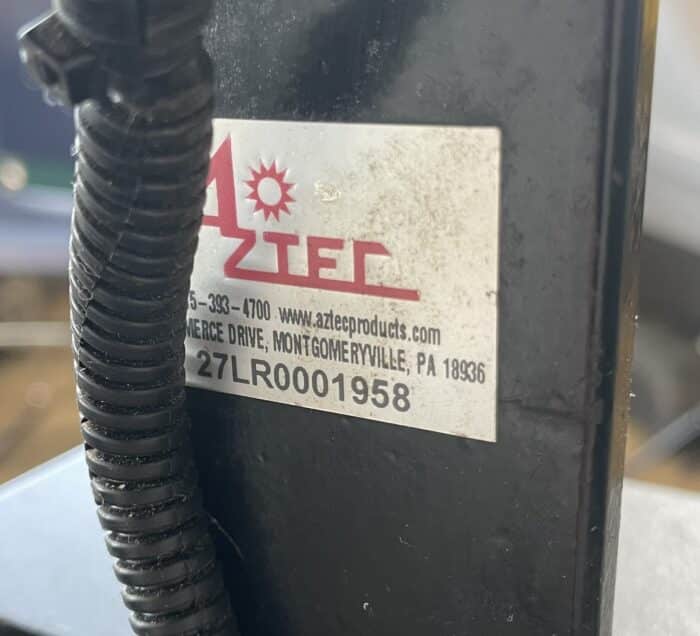 AZTEC
5-393-4700 www.aztecproducts.com
MERCE DRIVE, MONTGOMERYVILLE, PA 18936
27LR0001958